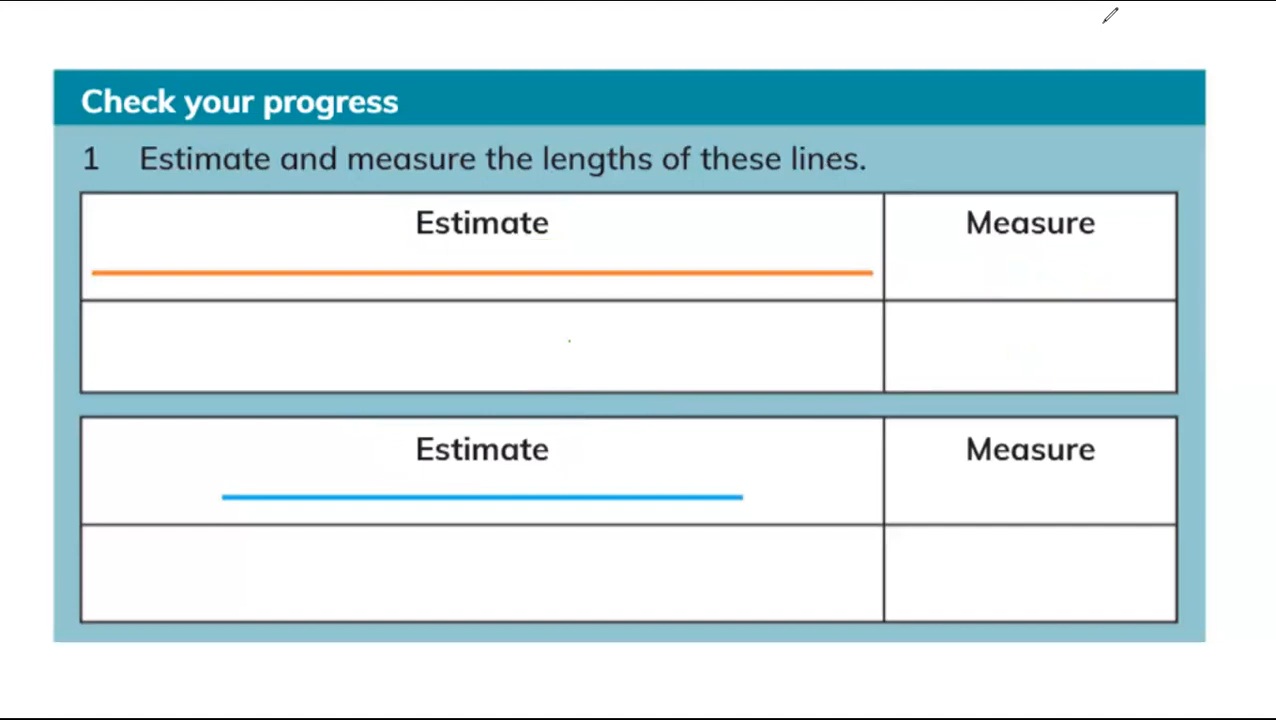 Check your progress
1 Estimate and measure the lengths of these lines.
Estimate Measure
Estimate Measure